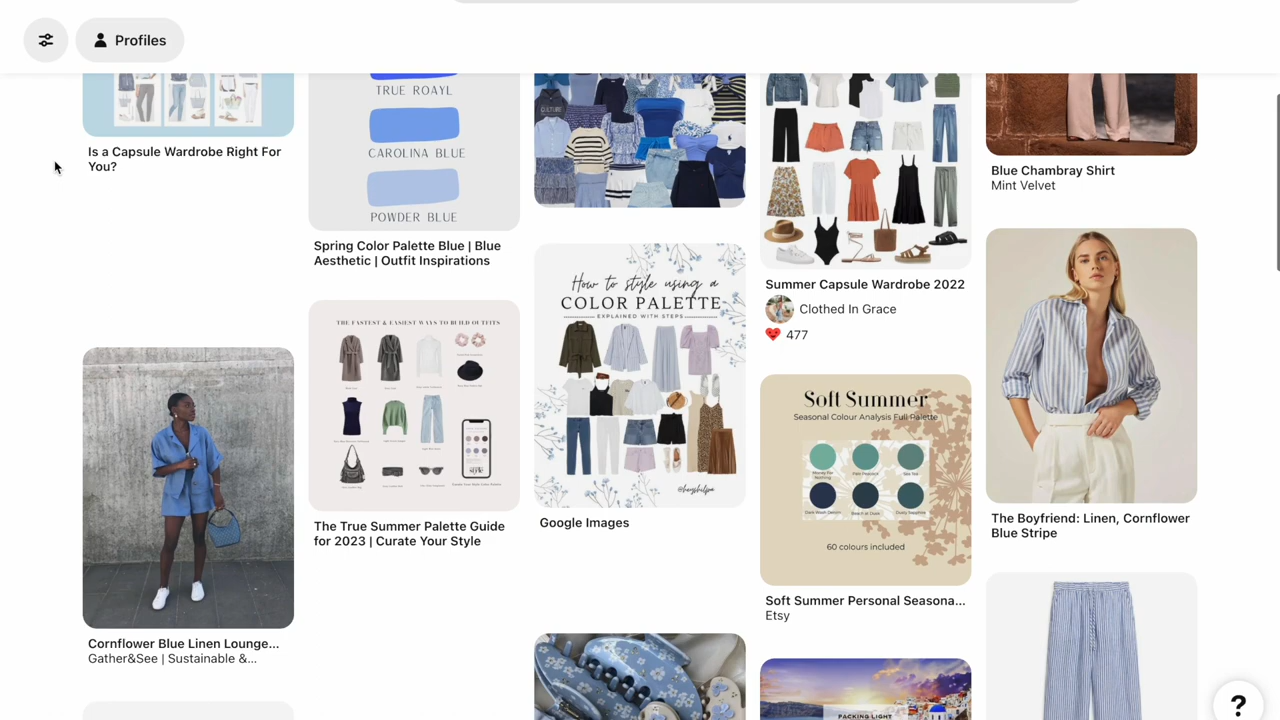 Profiles
Is a Capsule Wardrobe Right For
You?
TRUE ROAYL
CAROLINA BLUE
POWDER BLUE
Spring Color Palette Blue | Blue
Aesthetic | Outfit Inspirations
THE FASTEST & EASIEST WAYS TO BUILD OUTFITS
The True Summer Palette Guide
for 2023 | Curate Your Style
Cornflower Blue Linen Lounge...
Gather&See | Sustainable &...
How to style using a
COLOR PALETTE
EXPLAINED WITH STEPS
Google Images
Summer Capsule Wardrobe 2022
Clothed In Grace
477
Soft Summer
Seasonal Colour Analysis Full Palette
60 colours included
Soft Summer Personal Seasona...
Etsy
PACKING LIGHT
Blue Chambray Shirt
Mint Velvet
The Boyfriend: Linen, Cornflower
Blue Stripe
?